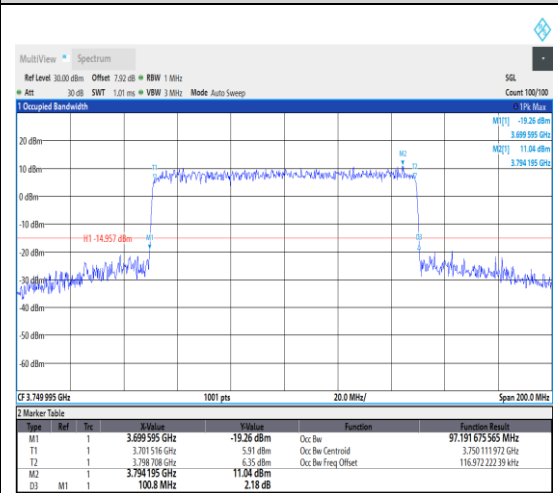 MultiView Spectrum
Ref Level 30.00 dBm Offset 7.92 dB RBW 1 MHz SGL
Att 30 dB SWT 1.01 ms VBW 3 MHz Mode Auto Sweep Count 100/100
1 Occupied Bandwidth 1Pk Max
M1[1] -19.26 dBm
3.699 595 GHz
M2[1] 11.04 dBm
3.794 195 GHz
20 dBm
M2
T1 T2
10 dBm
0 dBm
-10 dBm
H1 -14.957 dBm M1 D3
-20 dBm
-30 dBm
-40 dBm
-50 dBm
-60 dBm
CF 3.749 995 GHz 1001 pts 20.0 MHz/ Span 200.0 MHz
2 Marker Table
Type Ref Trc X-Value Y-Value Function Function Result
M1 1 3.699 595 GHz -19.26 dBm Occ Bw 97.191 675 565 MHz
T1 1 3.701 516 GHz 5.91 dBm Occ Bw Centroid 3.750 111 972 GHz
T2 1 3.798 708 GHz 6.35 dBm Occ Bw Freq Offset 116.972 222 39 kHz
M2 1 3.794 195 GHz 11.04 dBm
D3 M1 1 100.8 MHz 2.18 dB